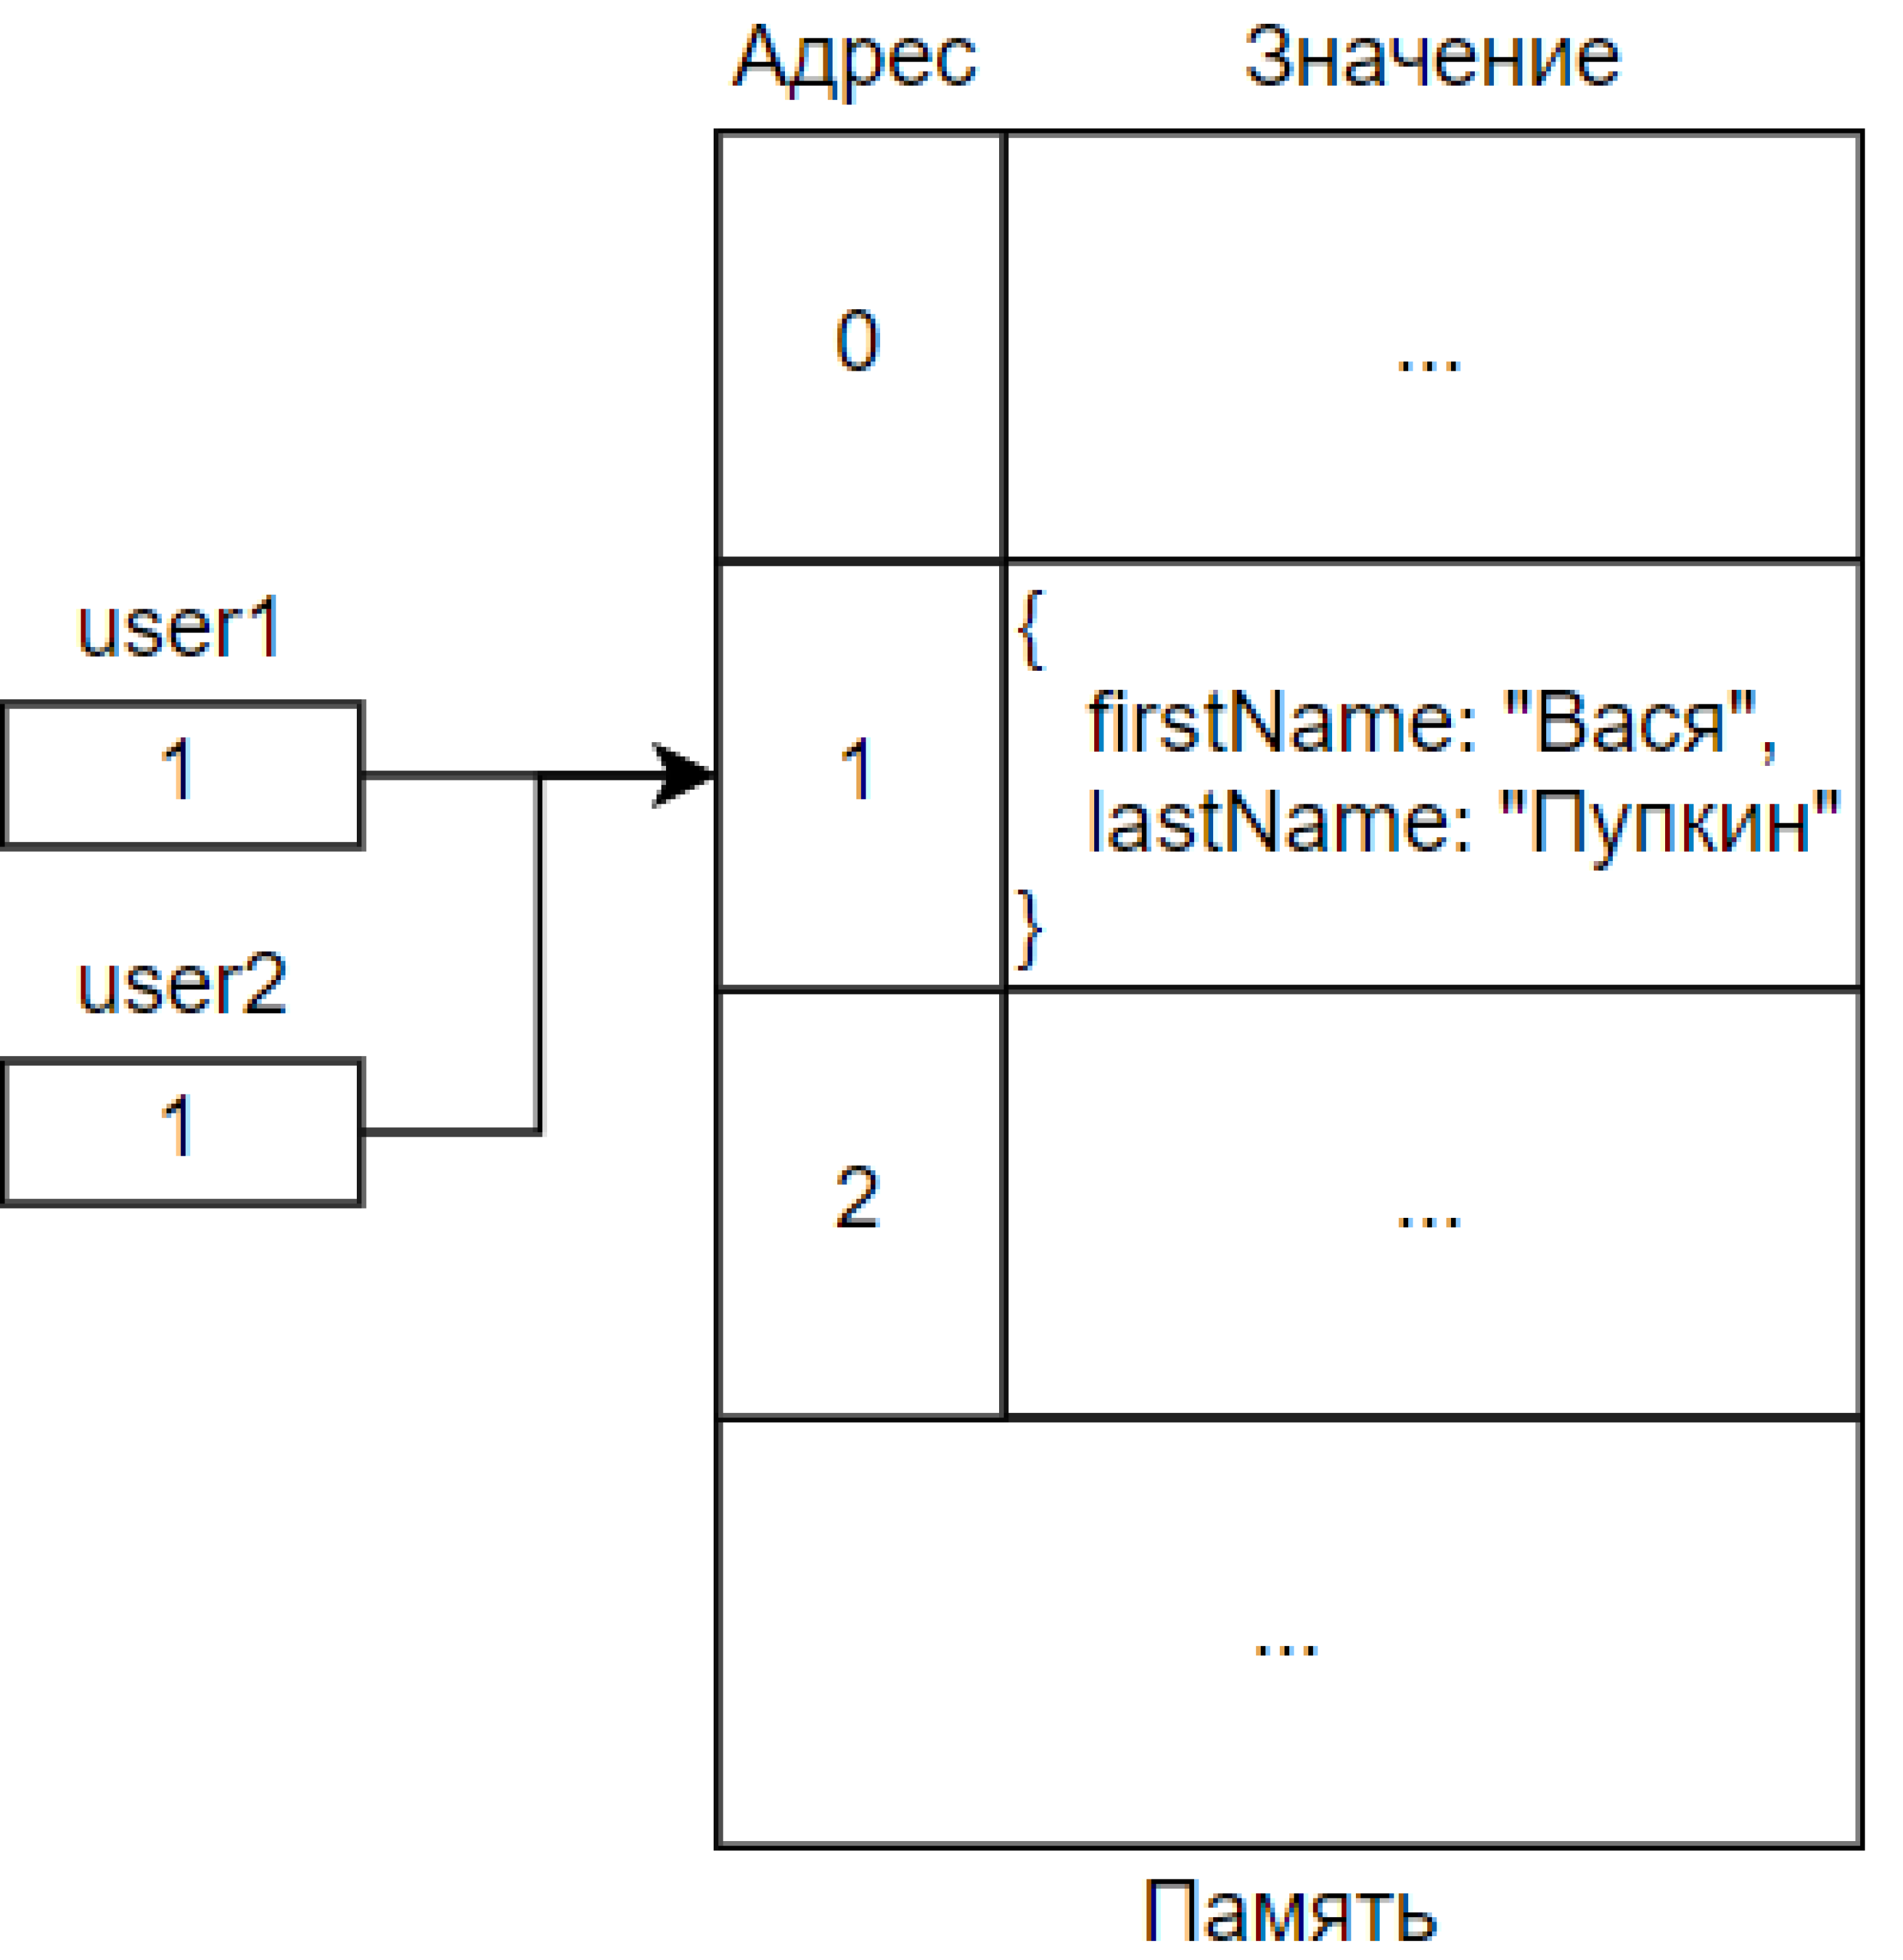 Адрес Значение
0 ...
user1
1
user2
1
1
{
firstName: "Вася",
lastName: "Пупкин"
}
2 ...
...
Память